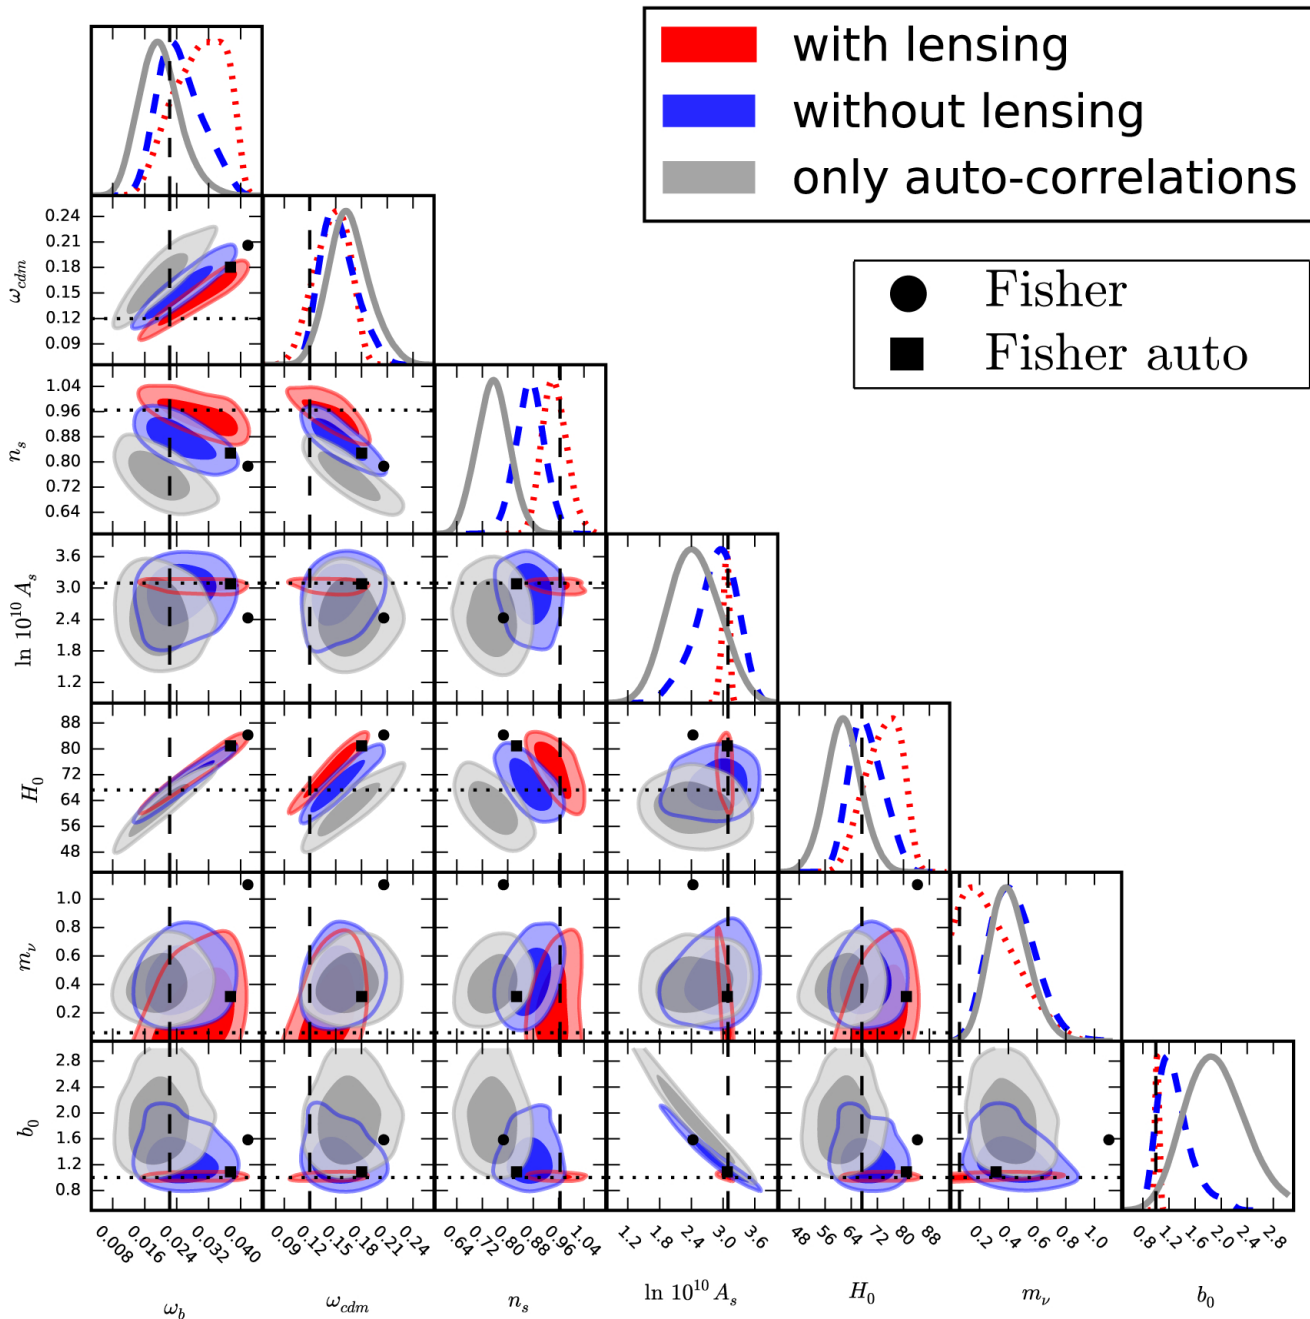 with lensing
without lensing
only auto-correlations
Fisher
Fisher auto
0.24
0.21
0.18
0.15
0.12
0.09
ω_cdm
1.04
0.96
0.88
0.80
0.72
0.64
n_s
3.6
3.0
2.4
1.8
1.2
ln 10^10 A_s
88
80
72
64
56
48
H_0
1.0
0.8
0.6
0.4
0.2
m_ν
2.8
2.4
2.0
1.6
1.2
0.8
b_0
0.008 0.016 0.024 0.032 0.040 0.09 0.12 0.15 0.18 0.21 0.24 0.64 0.72 0.80 0.88 0.96 1.04 1.2 1.8 2.4 3.0 3.6 48 56 64 72 80 88 0.2 0.4 0.6 0.8 1.0 0.8 1.2 1.6 2.0 2.4 2.8
ω_b ω_cdm n_s ln 10^10 A_s H_0 m_ν b_0